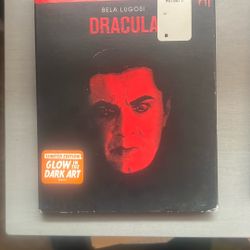 BELA LUGOSI
DRACULA
LIMITED EDITION
GLOW IN THE
DARK ART